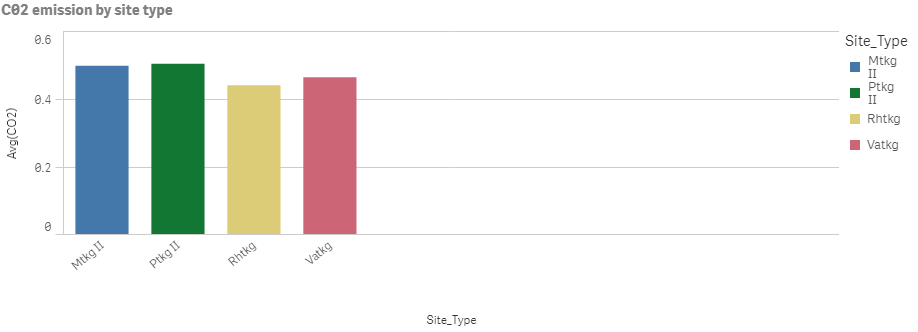 C02 emission by site type
0.6
0.4
0.2
0
Avg(CO2)
Mtkg II
Ptkg II
Rhtkg
Vatkg
Site_Type
Site_Type
Mtkg
II
Ptkg
II
Rhtkg
Vatkg